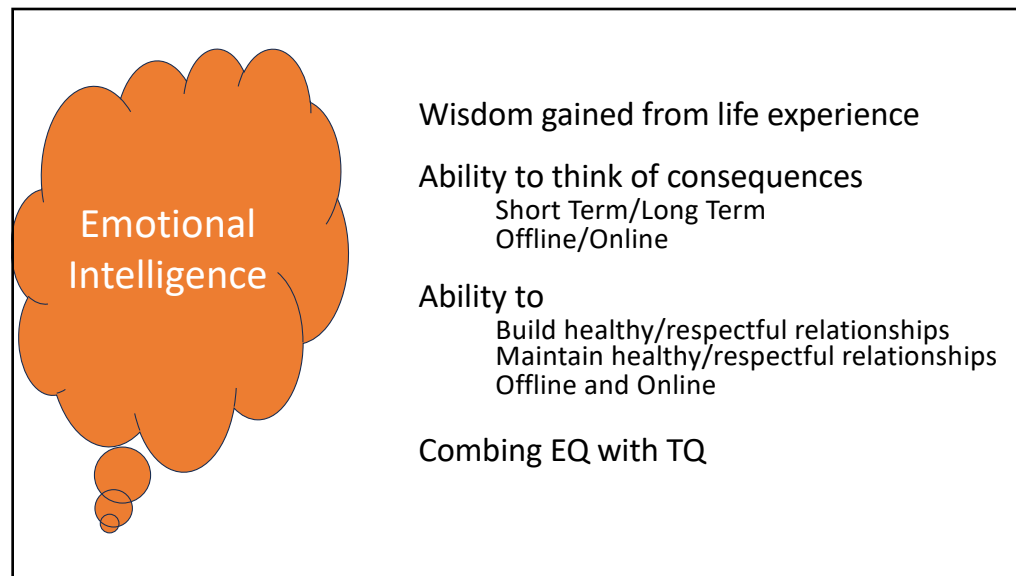 Emotional
Intelligence
Wisdom gained from life experience
Ability to think of consequences
Short Term/Long Term
Offline/Online
Ability to
Build healthy/respectful relationships
Maintain healthy/respectful relationships
Offline and Online
Combing EQ with TQ